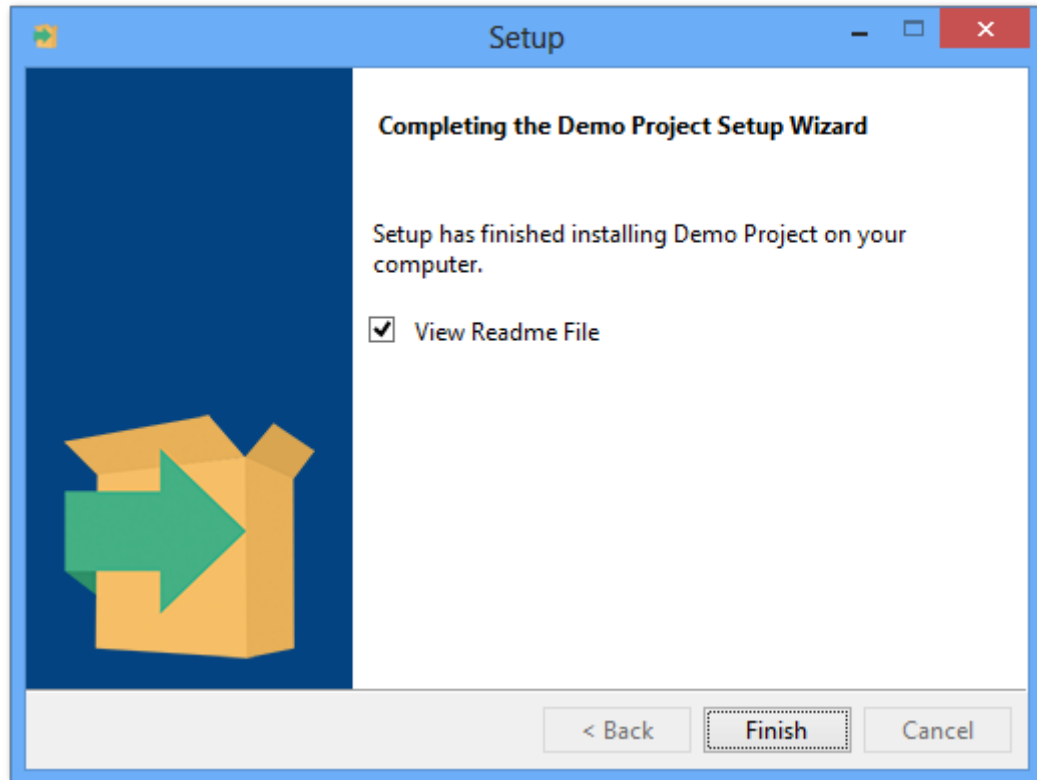 Setup
Completing the Demo Project Setup Wizard
Setup has finished installing Demo Project on your
computer.
View Readme File
< Back
Finish
Cancel